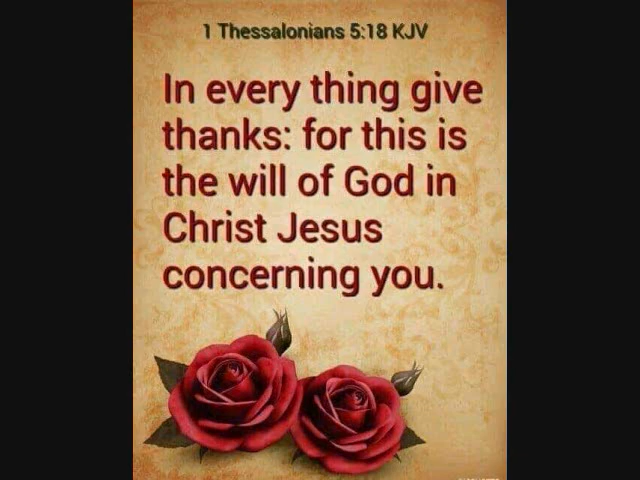 1 Thessalonians 5:18 KJV
In every thing give
thanks: for this is
the will of God in
Christ Jesus
concerning you.